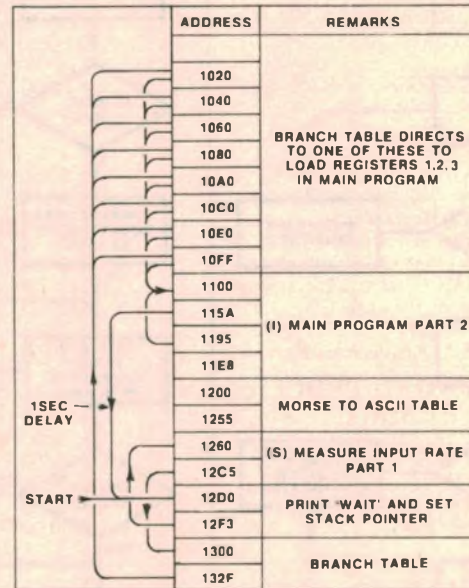 ADDRESS REMARKS
1020
1040
1060
1080
10A0
10C0
10E0
10FF
BRANCH TABLE DIRECTS
TO ONE OF THESE TO
LOAD REGISTERS 1,2,3
IN MAIN PROGRAM
1100
115A
1195
11E8
(I) MAIN PROGRAM PART 2
1200
1255
MORSE TO ASCII TABLE
1SEC
DELAY
1260
12C5
(S) MEASURE INPUT RATE
PART 1
START
12D0
12F3
PRINT 'WAIT' AND SET
STACK POINTER
1300
132F
BRANCH TABLE